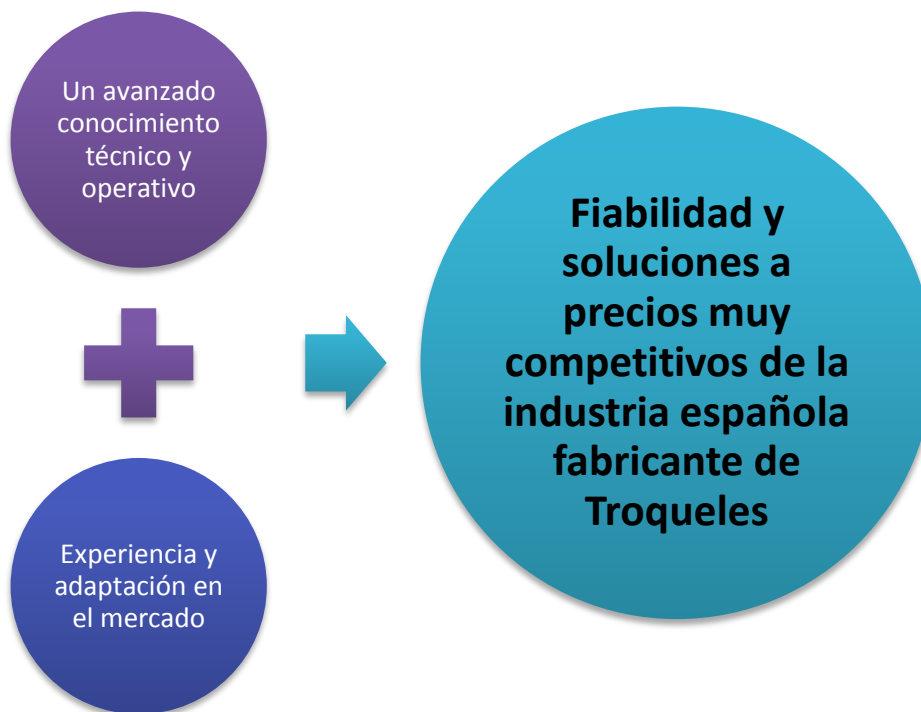 Un avanzado
conocimiento
técnico y
operativo
Experiencia y
adaptación en
el mercado
Fiabilidad y
soluciones a
precios muy
competitivos de la
industria española
fabricante de
Troqueles